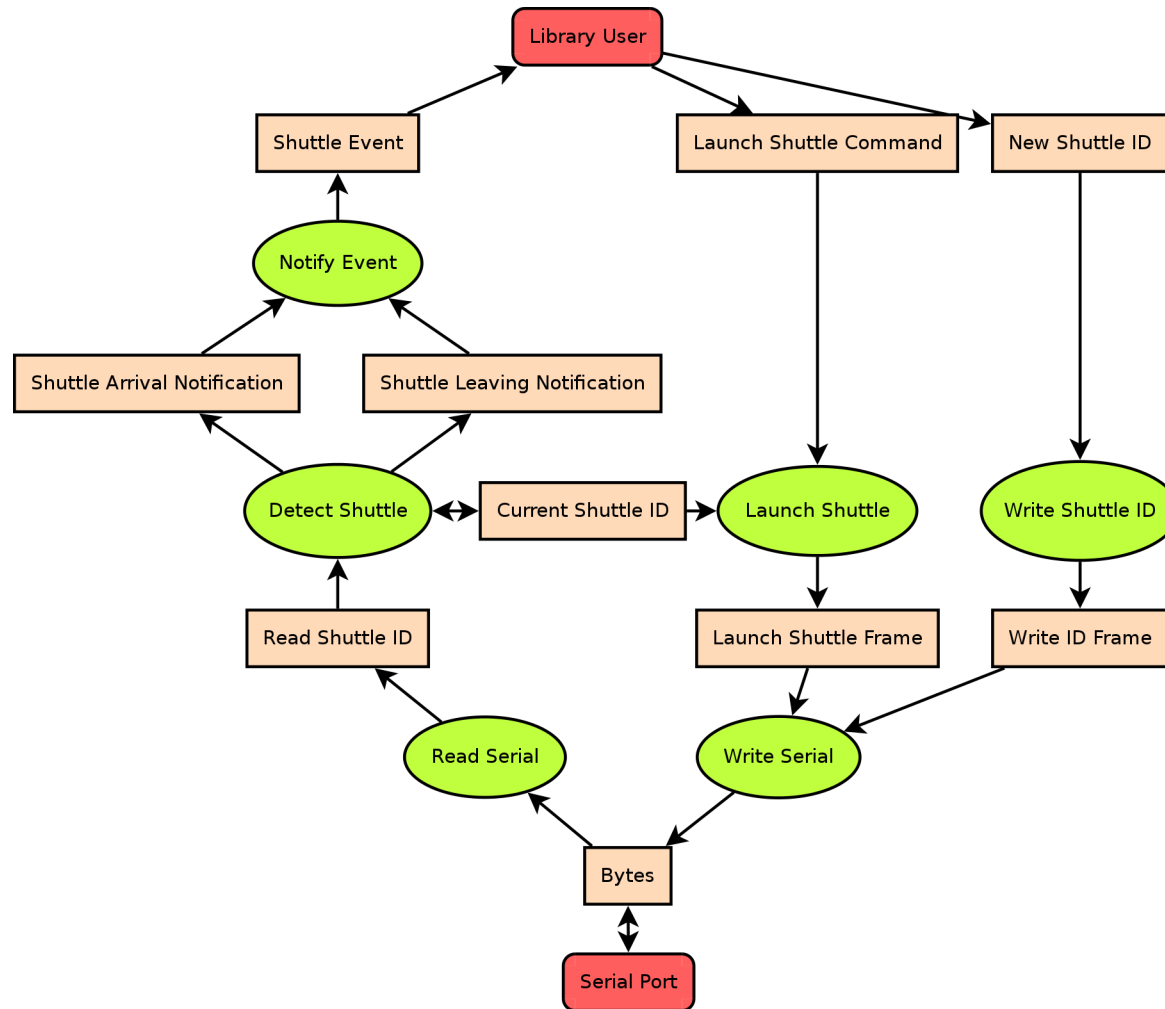 Library User
Shuttle Event
Launch Shuttle Command
New Shuttle ID
Notify Event
Shuttle Arrival Notification
Shuttle Leaving Notification
Detect Shuttle
Current Shuttle ID
Launch Shuttle
Write Shuttle ID
Read Shuttle ID
Launch Shuttle Frame
Write ID Frame
Read Serial
Write Serial
Bytes
Serial Port